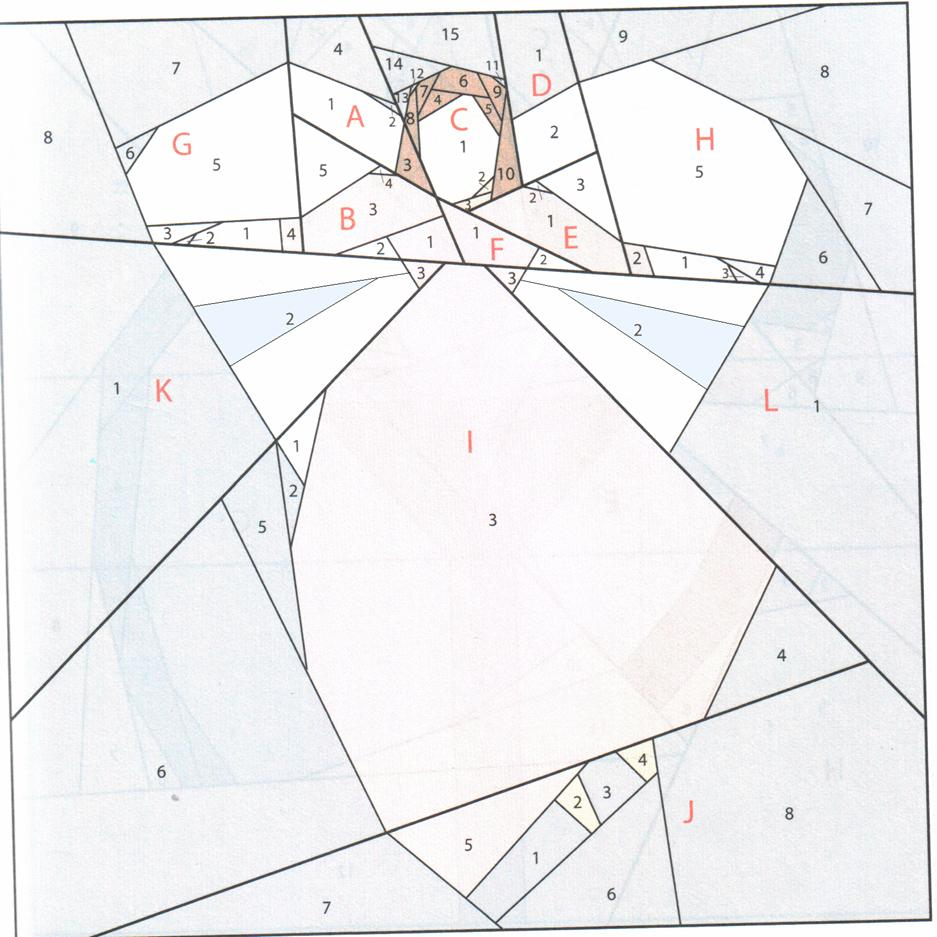 15 9
4 1
7 14 12 11 8
6 D
13 7 9
1 A 4 5
8 2 8 C 2
G 1 H
6 5 5 3 10 5
4 2 3 2
3 7
B 3 1
3 2 1 4 1 1 E
2 F 2 6
2 1
3 3 3 4
2 2
1 K L 1
I
1
2
3
5
4
6
4
3
2
J 8
5
1
6
7